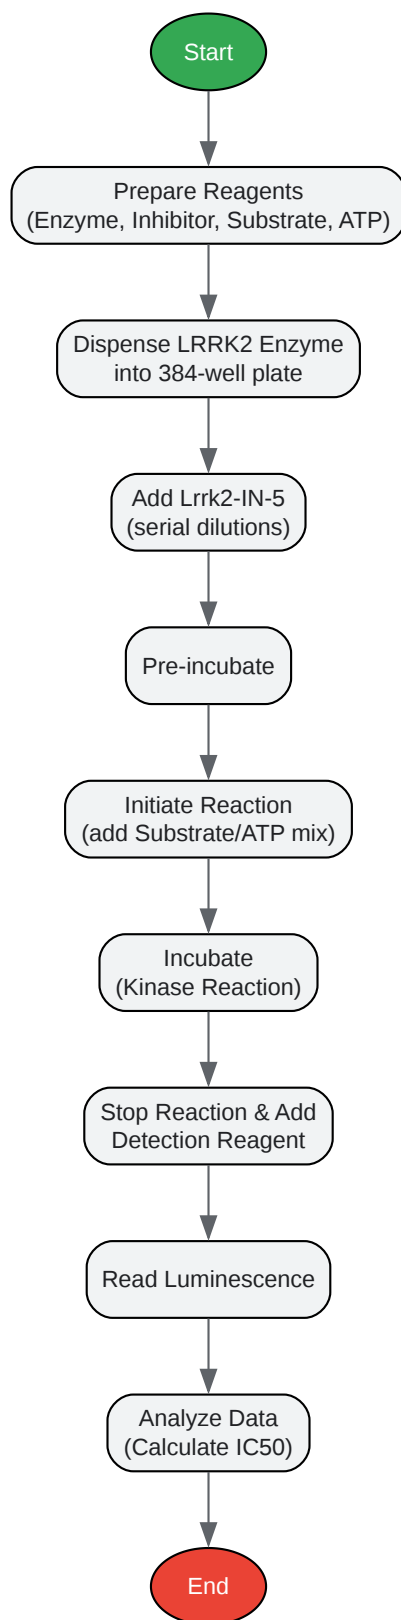 Start
Prepare Reagents
(Enzyme, Inhibitor, Substrate, ATP)
Dispense LRRK2 Enzyme
into 384-well plate
Add Lrrk2-IN-5
(serial dilutions)
Pre-incubate
Initiate Reaction
(add Substrate/ATP mix)
Incubate
(Kinase Reaction)
Stop Reaction & Add
Detection Reagent
Read Luminescence
Analyze Data
(Calculate IC50)
End